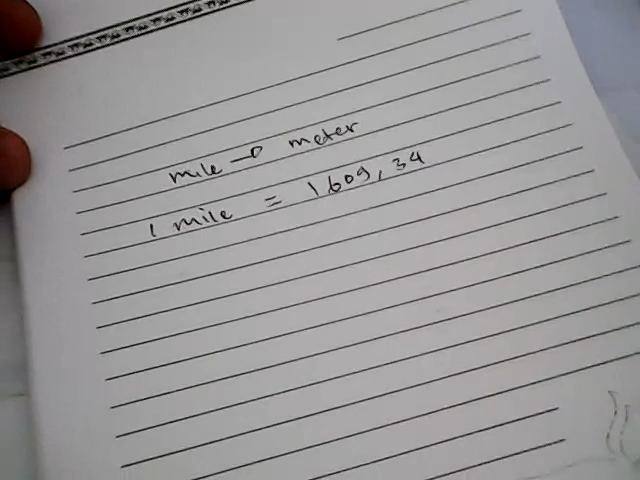 mile → meter
1 mile = 1609,34